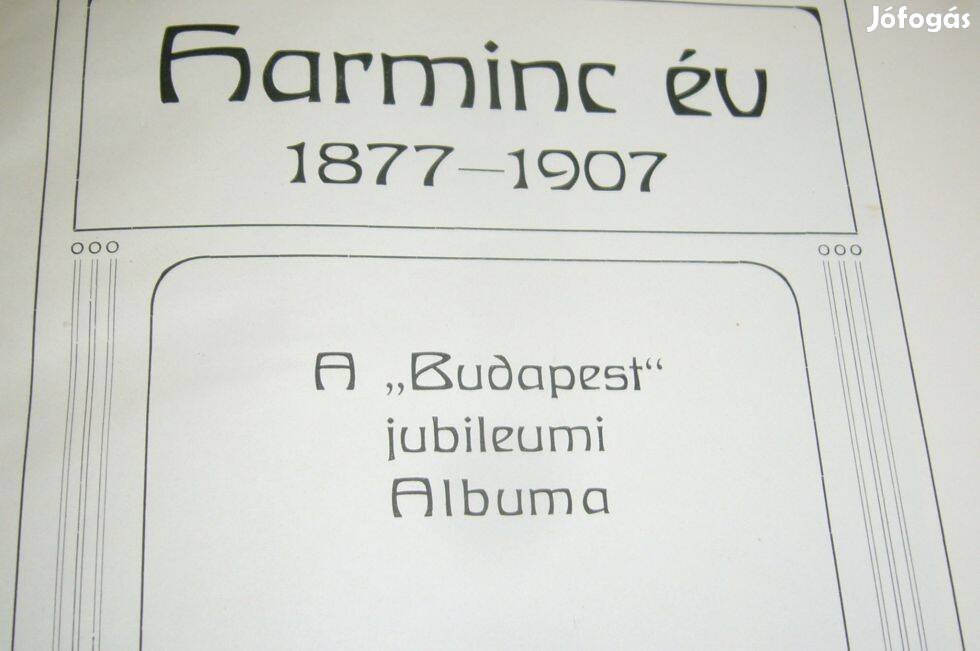 Jófogás
Harminc év
1877—1907
A „Budapest“
jubileumi
Albuma